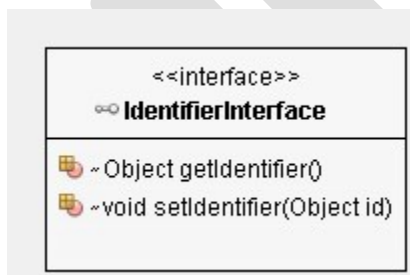 <<interface>>
IdentifierInterface
~Object getIdentifier()
~void setIdentifier(Object id)